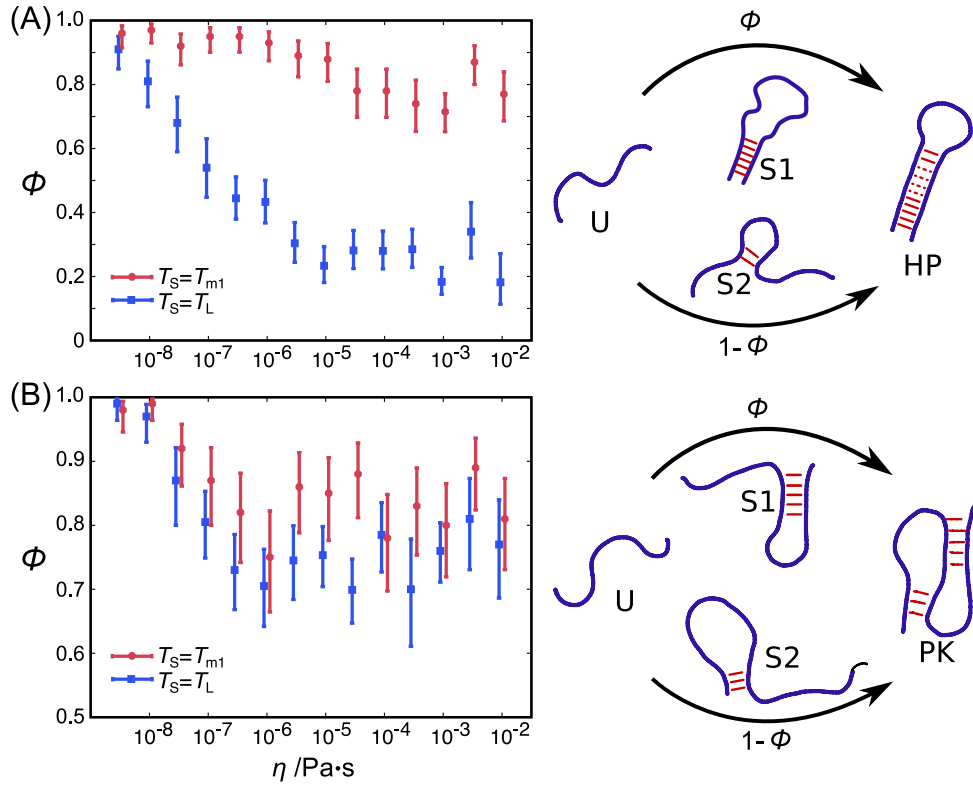 (A)
Φ
1.0
0.8
0.6
0.4
0.2
0
T_S=T_m1
T_S=T_L
10⁻⁸ 10⁻⁷ 10⁻⁶ 10⁻⁵ 10⁻⁴ 10⁻³ 10⁻²
Φ
S1
U
S2
HP
1-Φ
(B)
Φ
1.0
0.9
0.8
0.7
0.6
0.5
T_S=T_m1
T_S=T_L
10⁻⁸ 10⁻⁷ 10⁻⁶ 10⁻⁵ 10⁻⁴ 10⁻³ 10⁻²
η /Pa•s
Φ
S1
U
S2
PK
1-Φ